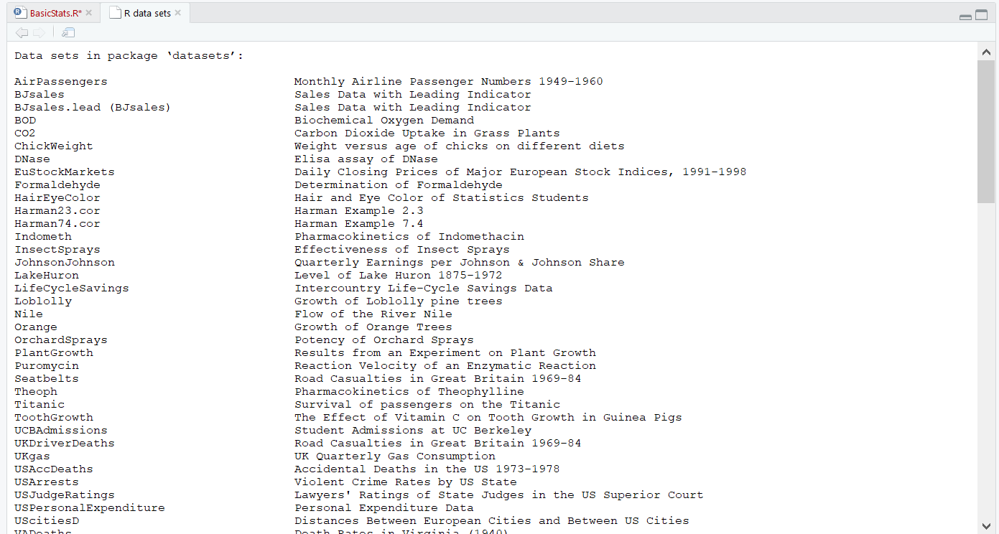 BasicStats.R*
R data sets
Data sets in package ‘datasets’:
AirPassengers Monthly Airline Passenger Numbers 1949-1960
BJsales Sales Data with Leading Indicator
BJsales.lead (BJsales) Sales Data with Leading Indicator
BOD Biochemical Oxygen Demand
CO2 Carbon Dioxide Uptake in Grass Plants
ChickWeight Weight versus age of chicks on different diets
DNase Elisa assay of DNase
EuStockMarkets Daily Closing Prices of Major European Stock Indices, 1991-1998
Formaldehyde Determination of Formaldehyde
HairEyeColor Hair and Eye Color of Statistics Students
Harman23.cor Harman Example 2.3
Harman74.cor Harman Example 7.4
Indometh Pharmacokinetics of Indomethacin
InsectSprays Effectiveness of Insect Sprays
JohnsonJohnson Quarterly Earnings per Johnson & Johnson Share
LakeHuron Level of Lake Huron 1875-1972
LifeCycleSavings Intercountry Life-Cycle Savings Data
Loblolly Growth of Loblolly pine trees
Nile Flow of the River Nile
Orange Growth of Orange Trees
OrchardSprays Potency of Orchard Sprays
PlantGrowth Results from an Experiment on Plant Growth
Puromycin Reaction Velocity of an Enzymatic Reaction
Seatbelts Road Casualties in Great Britain 1969-84
Theoph Pharmacokinetics of Theophylline
Titanic Survival of passengers on the Titanic
ToothGrowth The Effect of Vitamin C on Tooth Growth in Guinea Pigs
UCBAdmissions Student Admissions at UC Berkeley
UKDriverDeaths Road Casualties in Great Britain 1969-84
UKgas UK Quarterly Gas Consumption
USAccDeaths Accidental Deaths in the US 1973-1978
USArrests Violent Crime Rates by US State
USJudgeRatings Lawyers' Ratings of State Judges in the US Superior Court
USPersonalExpenditure Personal Expenditure Data
UScitiesD Distances Between European Cities and Between US Cities
VADeaths Death Rates in Virginia (1940)